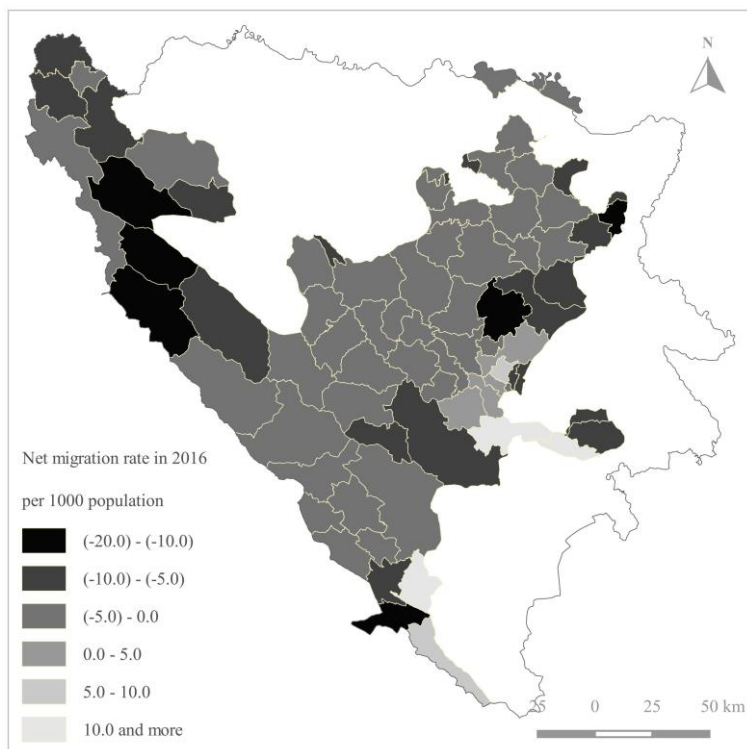 N
Net migration rate in 2016
per 1000 population
(-20.0) - (-10.0)
(-10.0) - (-5.0)
(-5.0) - 0.0
0.0 - 5.0
5.0 - 10.0
10.0 and more
25 0 25 50 km